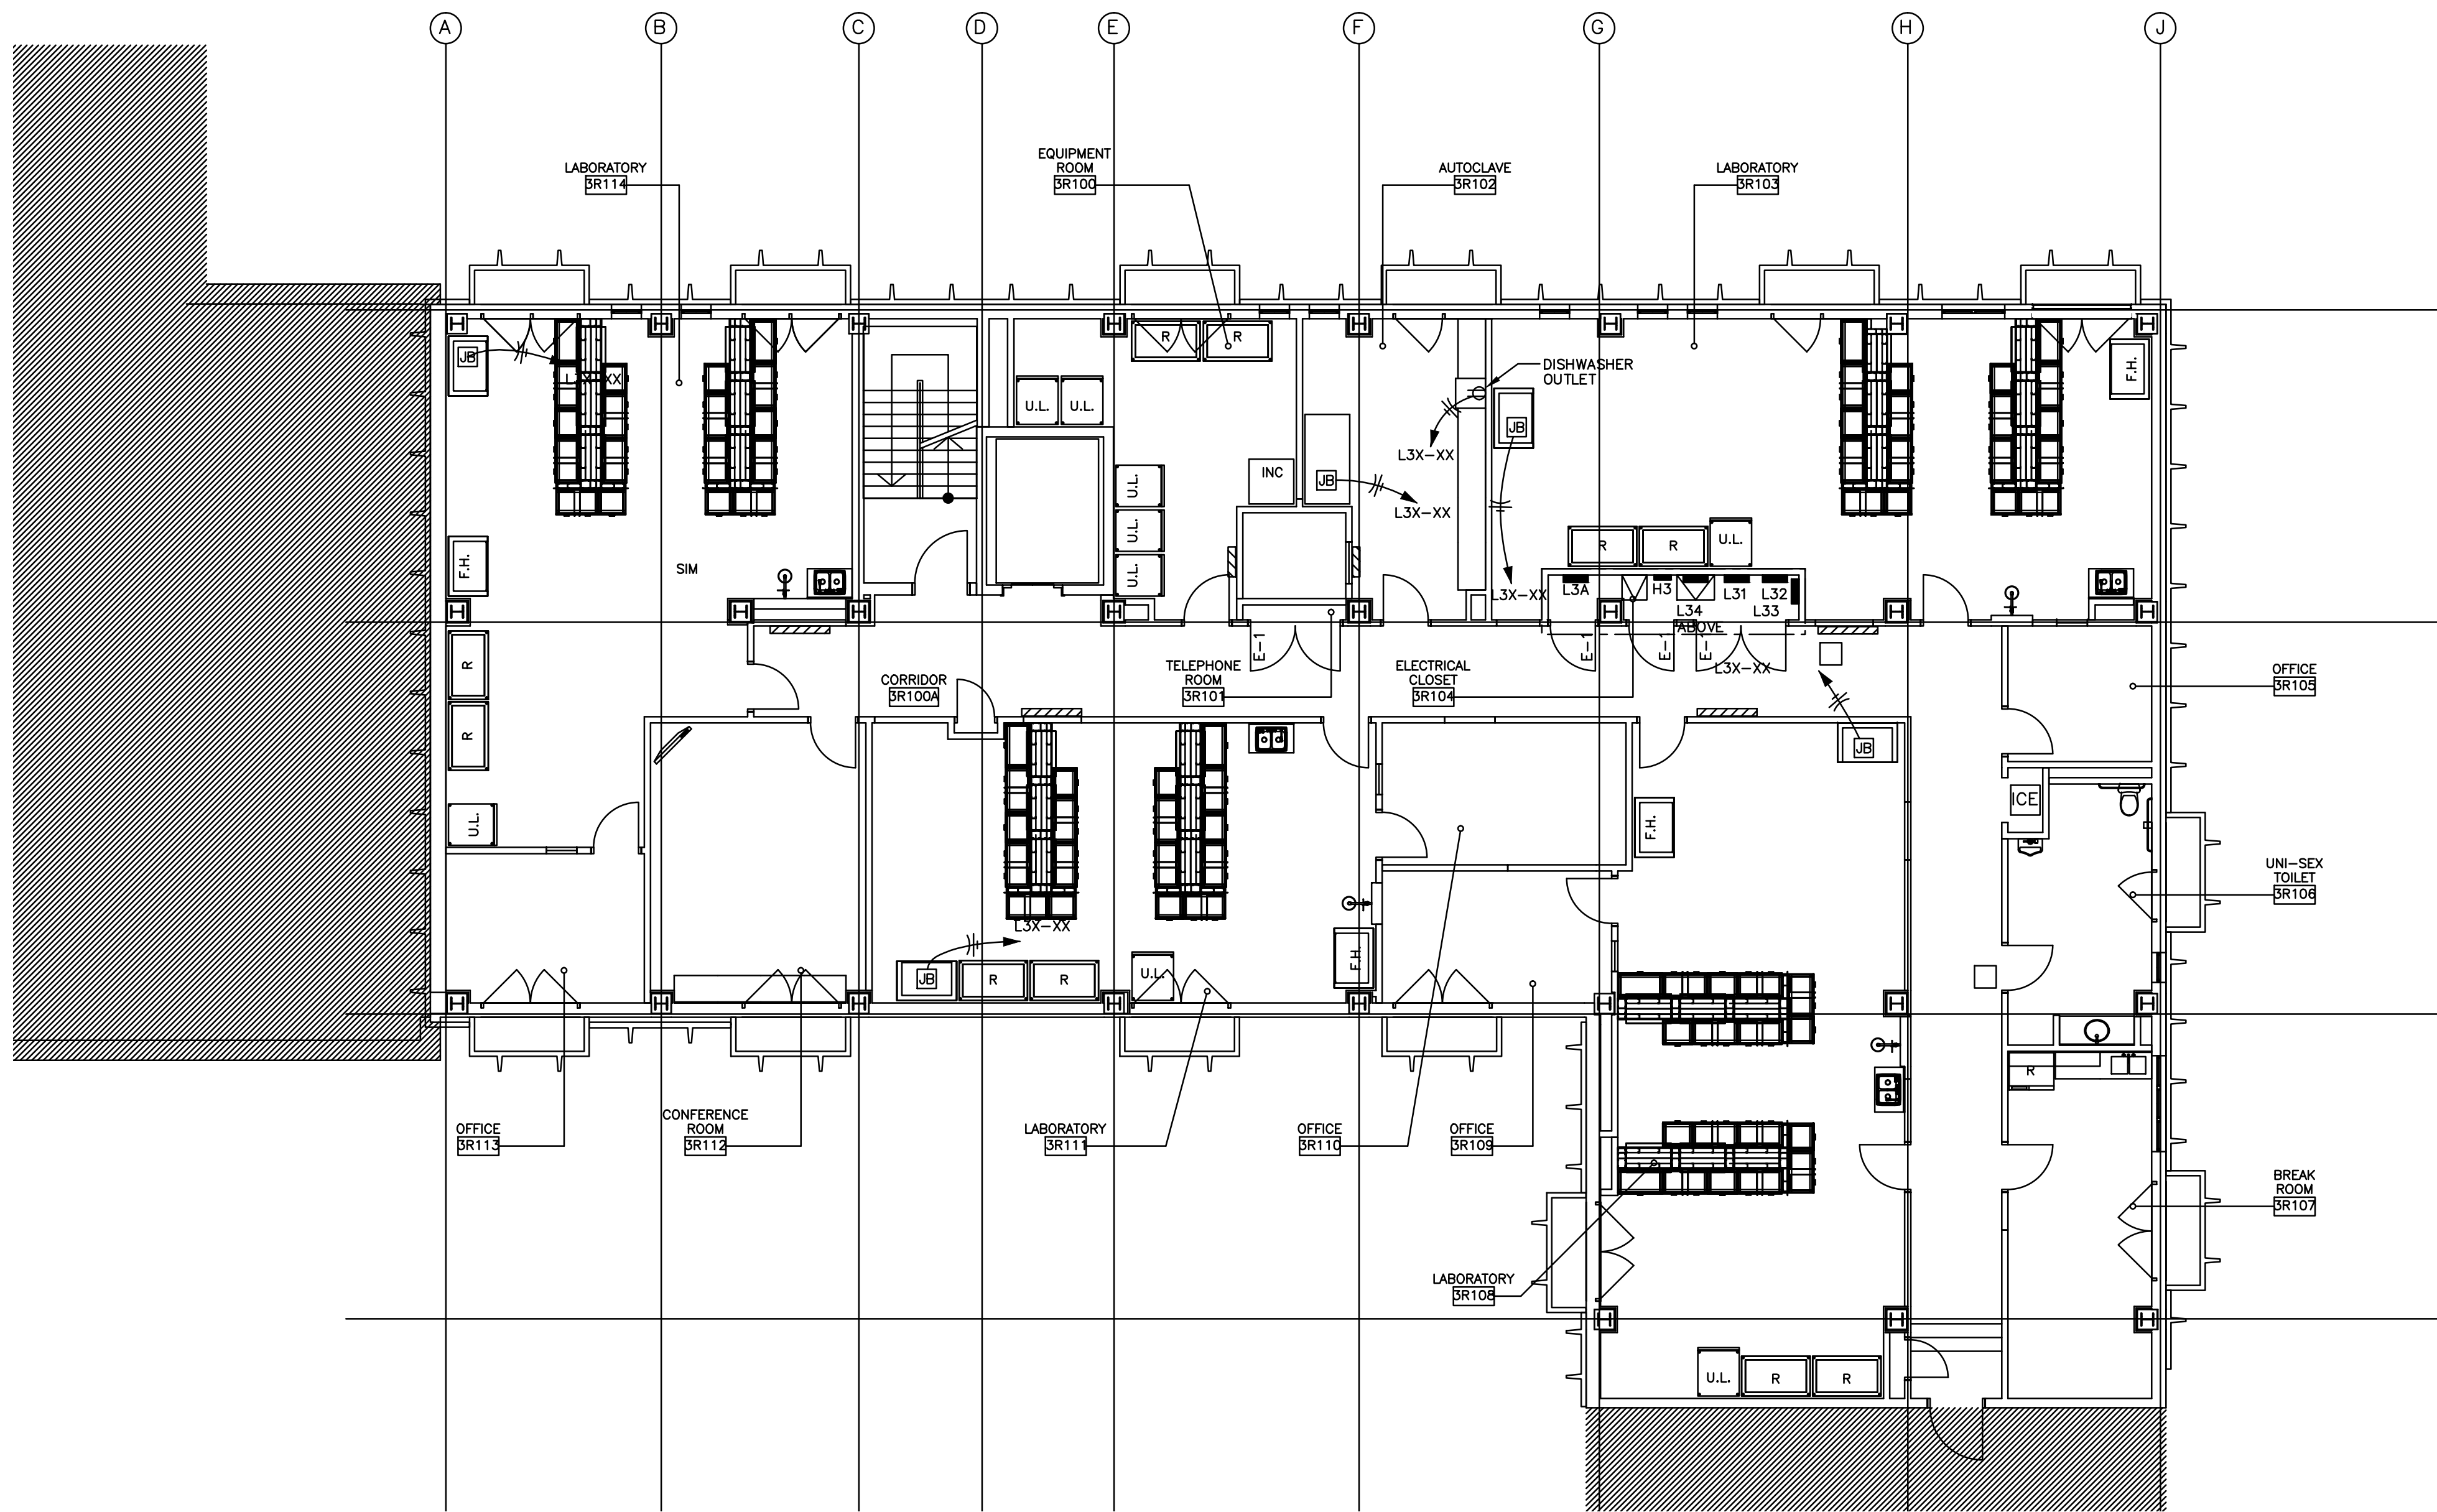 A B C D E F G H J
LABORATORY
3R114
EQUIPMENT
ROOM
3R100
AUTOCLAVE
3R102
LABORATORY
3R103
JB
L3X-XX
R R
U.L. U.L.
DISHWASHER
OUTLET
F.H.
JB
L3X-XX
INC
JB
U.L.
L3X-XX
U.L.
U.L.
R R U.L.
F.H.
SIM
L3X-XX
L3A H3 L34 L31 L32
L33
ABOVE
E-1 E-1 E-1 E-1
L3X-XX
R
R
CORRIDOR
3R100A
TELEPHONE
ROOM
3R101
ELECTRICAL
CLOSET
3R104
OFFICE
3R105
JB
ICE
U.L.
F.H.
UNI-SEX
TOILET
3R106
L3X-XX
JB R R U.L. F.H.
R
OFFICE
3R113
CONFERENCE
ROOM
3R112
LABORATORY
3R111
OFFICE
3R110
OFFICE
3R109
BREAK
ROOM
3R107
LABORATORY
3R108
U.L. R R
H H H H H H H H
H H H H H H H H
H H H H H H H H
H H H